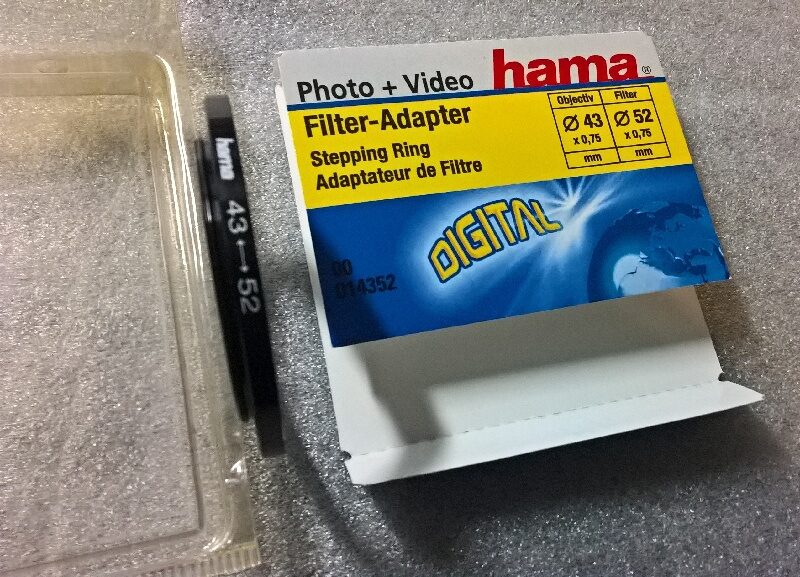 Photo + Video hama®
Filter-Adapter
Stepping Ring
Adaptateur de Filtre
Objectiv Filter
Ø 43 Ø 52
x 0,75 x 0,75
mm mm
DIGITAL
00
014352
hama 43↔52